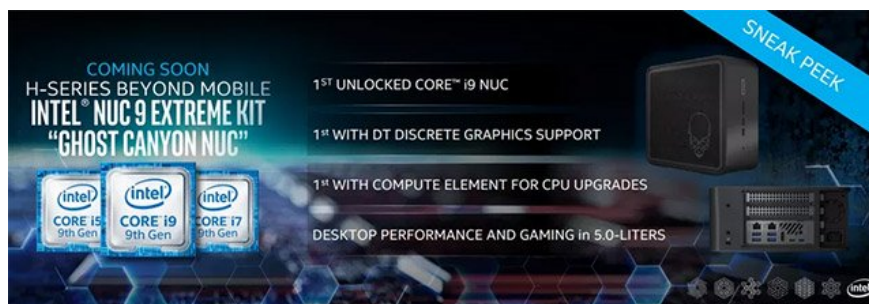 COMING SOON
H-SERIES BEYOND MOBILE
INTEL® NUC 9 EXTREME KIT
“GHOST CANYON NUC”
intel
CORE i5
9th Gen
intel
CORE i9
9th Gen
intel
CORE i7
9th Gen
1ST UNLOCKED CORE™ i9 NUC
1st WITH DT DISCRETE GRAPHICS SUPPORT
1st WITH COMPUTE ELEMENT FOR CPU UPGRADES
DESKTOP PERFORMANCE AND GAMING in 5.0-LITERS
SNEAK PEEK
intel